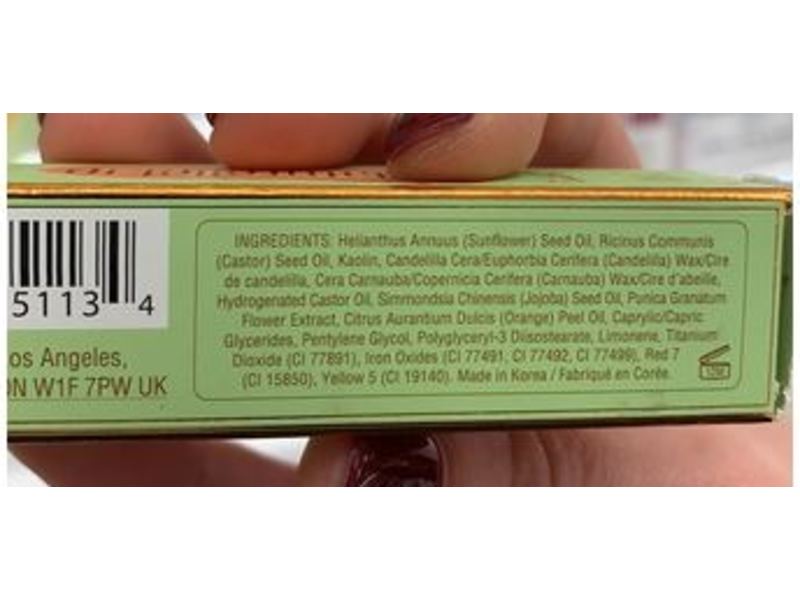 5113 4
os Angeles,
ON W1F 7PW UK
INGREDIENTS: Helianthus Annuus (Sunflower) Seed Oil, Ricinus Communis
(Castor) Seed Oil, Kaolin, Candelilla Cera/Euphorbia Cerifera (Candelilla) Wax/Cire
de candelilla, Cera Carnauba/Copernicia Cerifera (Carnauba) Wax/Cire d'abeille,
Hydrogenated Castor Oil, Simmondsia Chinensis (Jojoba) Seed Oil, Punica Granatum
Flower Extract, Citrus Aurantium Dulcis (Orange) Peel Oil, Caprylic/Capric
Glycerides, Pentylene Glycol, Polyglyceryl-3 Diisostearate, Limonene, Titanium
Dioxide (CI 77891), Iron Oxides (CI 77491, CI 77492, CI 77499), Red 7
(CI 15850), Yellow 5 (CI 19140). Made in Korea / Fabriqué en Corée.
12M